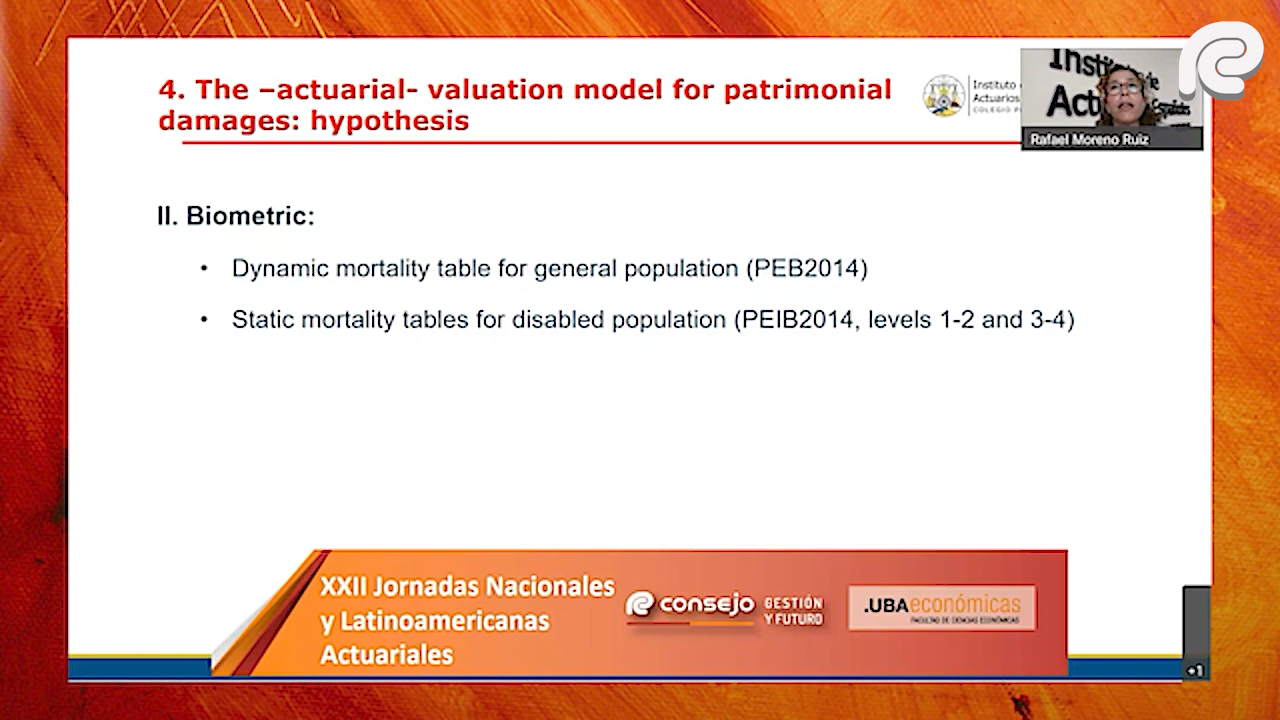 4. The –actuarial- valuation model for patrimonial
damages: hypothesis
Instituto
Actuarios
Instituto de
Rafael Moreno Ruiz
II. Biometric:
• Dynamic mortality table for general population (PEB2014)
• Static mortality tables for disabled population (PEIB2014, levels 1-2 and 3-4)
XXII Jornadas Nacionales
y Latinoamericanas
Actuariales
consejo
GESTIÓN
Y FUTURO
.UBAeconómicas
FACULTAD DE CIENCIAS ECONÓMICAS
+1